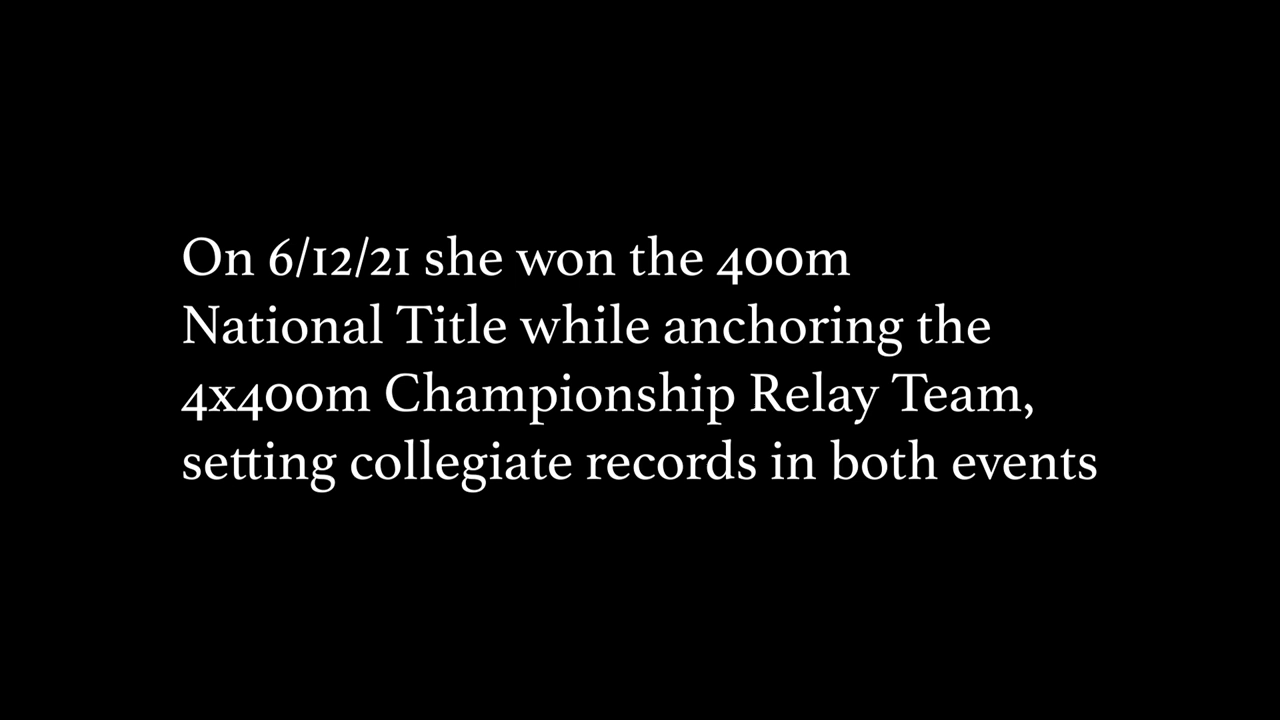 On 6/12/21 she won the 400m
National Title while anchoring the
4x400m Championship Relay Team,
setting collegiate records in both events